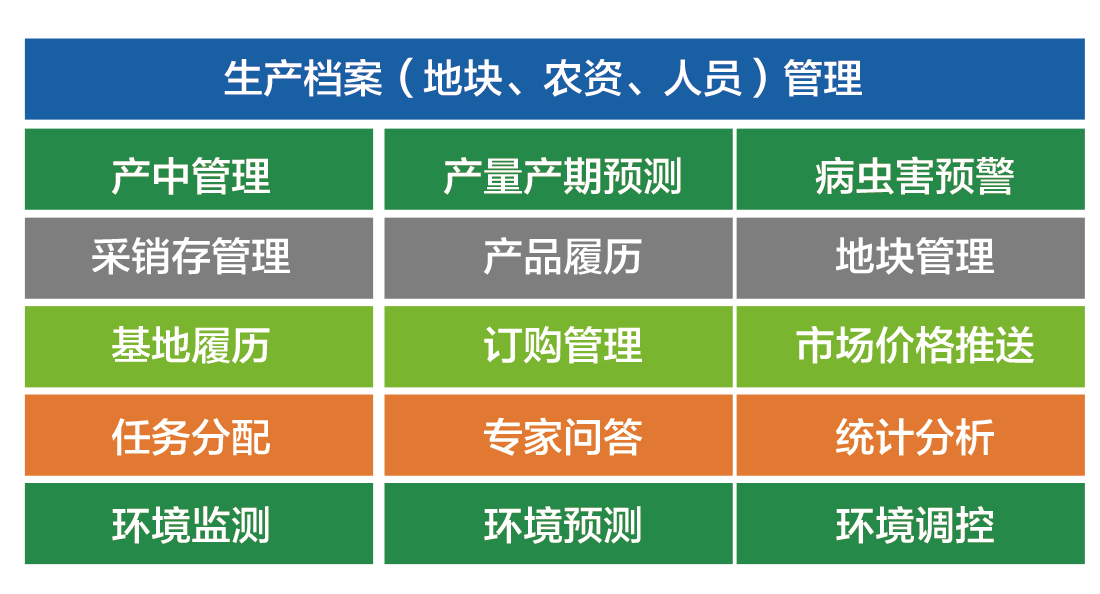 生产档案（地块、农资、人员）管理
产中管理
产量产期预测
病虫害预警
采销存管理
产品履历
地块管理
基地履历
订购管理
市场价格推送
任务分配
专家问答
统计分析
环境监测
环境预测
环境调控